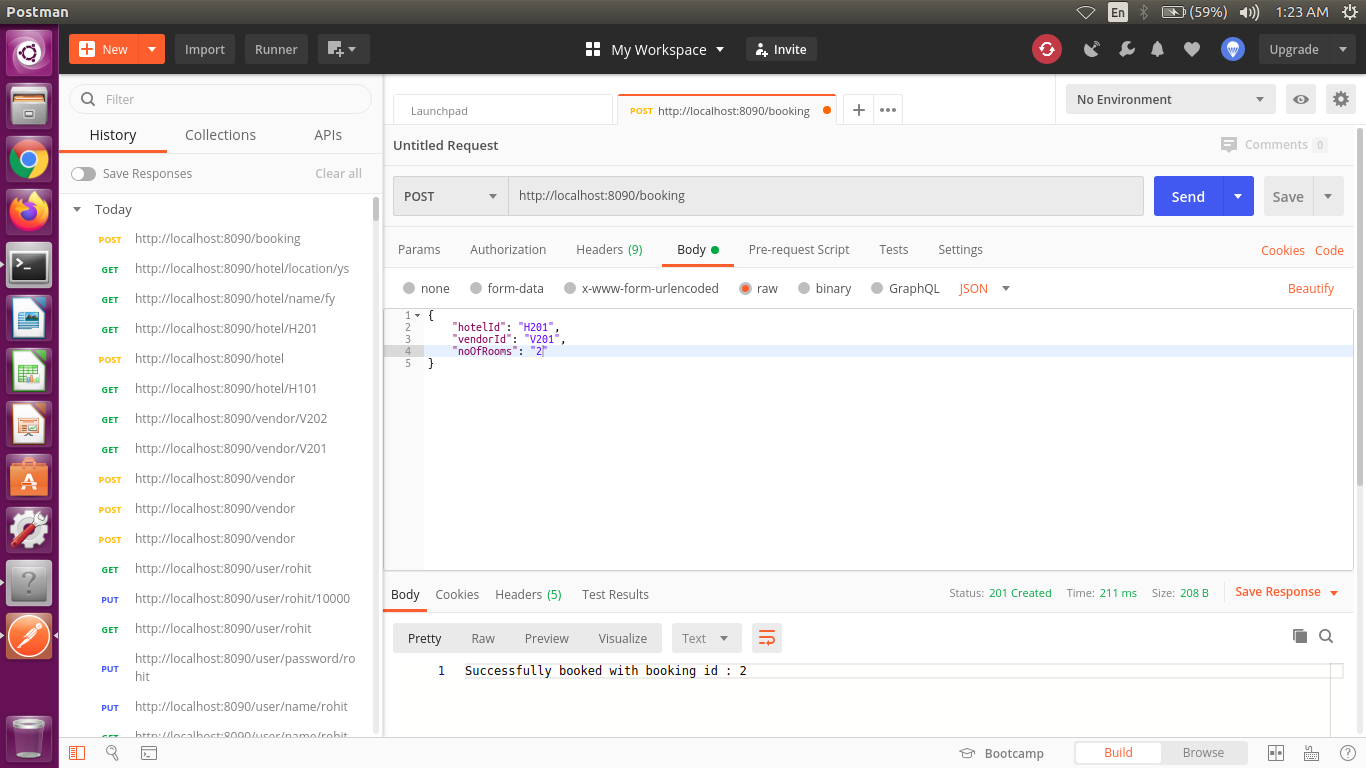 Postman
En
(59%)
1:23 AM
New
Import
Runner
My Workspace
Invite
Upgrade
Filter
History
Collections
APIs
Save Responses
Clear all
Today
POST http://localhost:8090/booking
GET http://localhost:8090/hotel/location/ys
GET http://localhost:8090/hotel/name/fy
GET http://localhost:8090/hotel/H201
POST http://localhost:8090/hotel
GET http://localhost:8090/hotel/H101
GET http://localhost:8090/vendor/V202
GET http://localhost:8090/vendor/V201
POST http://localhost:8090/vendor
POST http://localhost:8090/vendor
POST http://localhost:8090/vendor
GET http://localhost:8090/user/rohit
PUT http://localhost:8090/user/rohit/10000
GET http://localhost:8090/user/rohit
PUT http://localhost:8090/user/password/ro
hit
PUT http://localhost:8090/user/name/rohit
GET http://localhost:8090/user/name/rohit
Launchpad
POST http://localhost:8090/booking
No Environment
Untitled Request
Comments 0
POST
http://localhost:8090/booking
Send
Save
Params
Authorization
Headers (9)
Body
Pre-request Script
Tests
Settings
Cookies
Code
none
form-data
x-www-form-urlencoded
raw
binary
GraphQL
JSON
Beautify
1 {
2 "hotelId": "H201",
3 "vendorId": "V201",
4 "noOfRooms": "2"
5 }
Body
Cookies
Headers (5)
Test Results
Status: 201 Created
Time: 211 ms
Size: 208 B
Save Response
Pretty
Raw
Preview
Visualize
Text
1 Successfully booked with booking id : 2
Bootcamp
Build
Browse